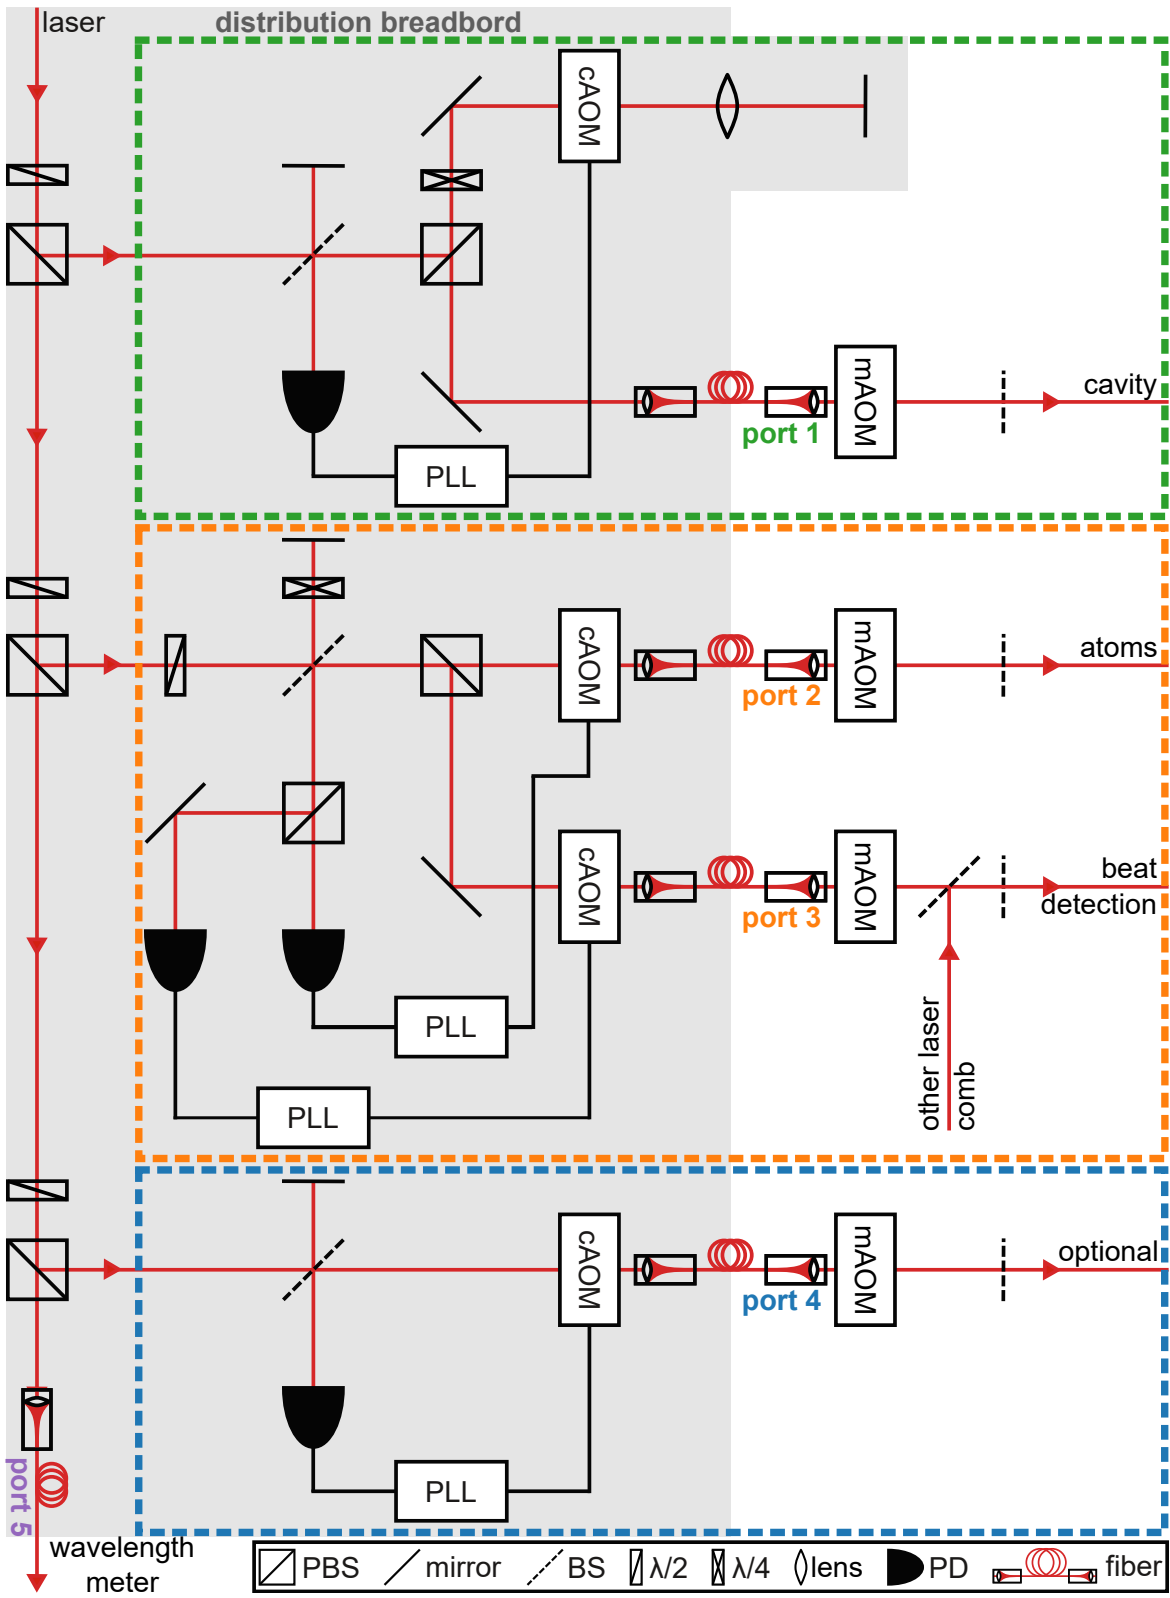 laser
distribution breadbord
cAOM
cavity
mAOM
port 1
PLL
cAOM
mAOM
atoms
port 2
cAOM
mAOM
beat
detection
port 3
PLL
other laser
comb
PLL
cAOM
mAOM
optional
port 4
PLL
port 5
wavelength
meter
PBS mirror BS λ/2 λ/4 lens PD fiber